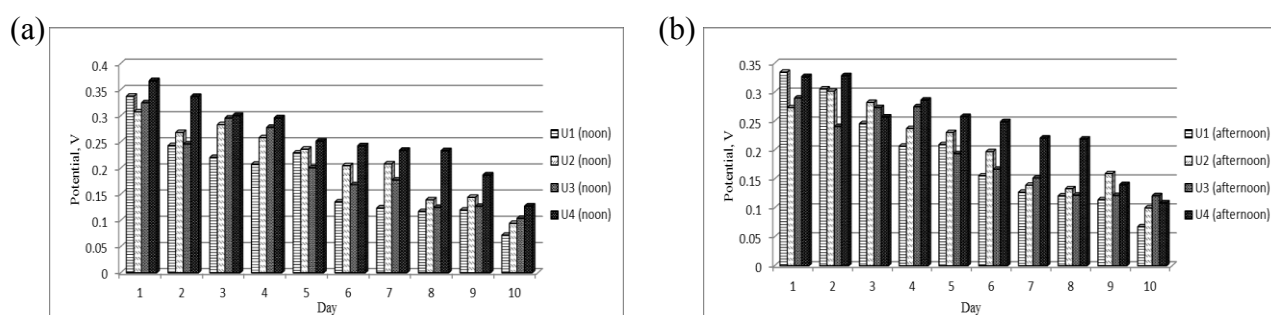 (a)
0.4
0.35
0.3
0.25
0.2
0.15
0.1
0.05
0
Potential, V
1 2 3 4 5 6 7 8 9 10
Day
U1 (noon)
U2 (noon)
U3 (noon)
U4 (noon)
(b)
0.35
0.3
0.25
0.2
0.15
0.1
0.05
0
Potential, V
1 2 3 4 5 6 7 8 9 10
Day
U1 (afternoon)
U2 (afternoon)
U3 (afternoon)
U4 (afternoon)